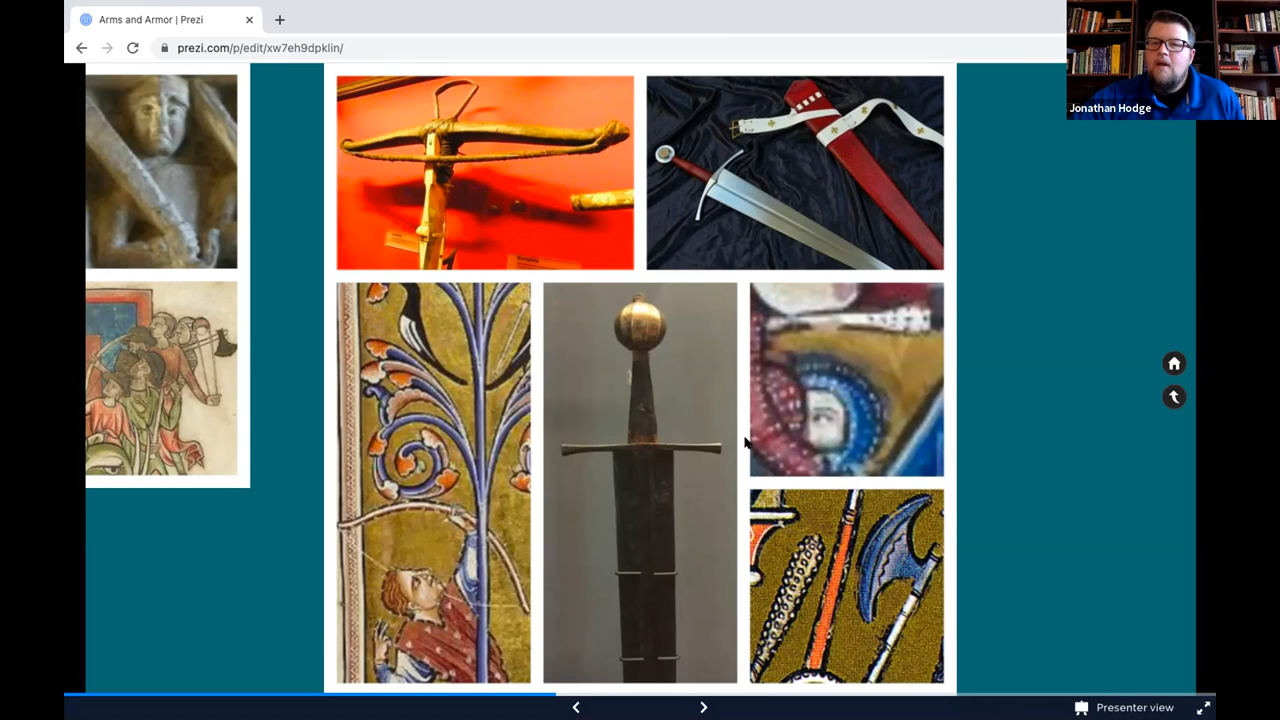 Arms and Armor | Prezi
prezi.com/p/edit/xw7eh9dpklin/
Jonathan Hodge
Presenter view